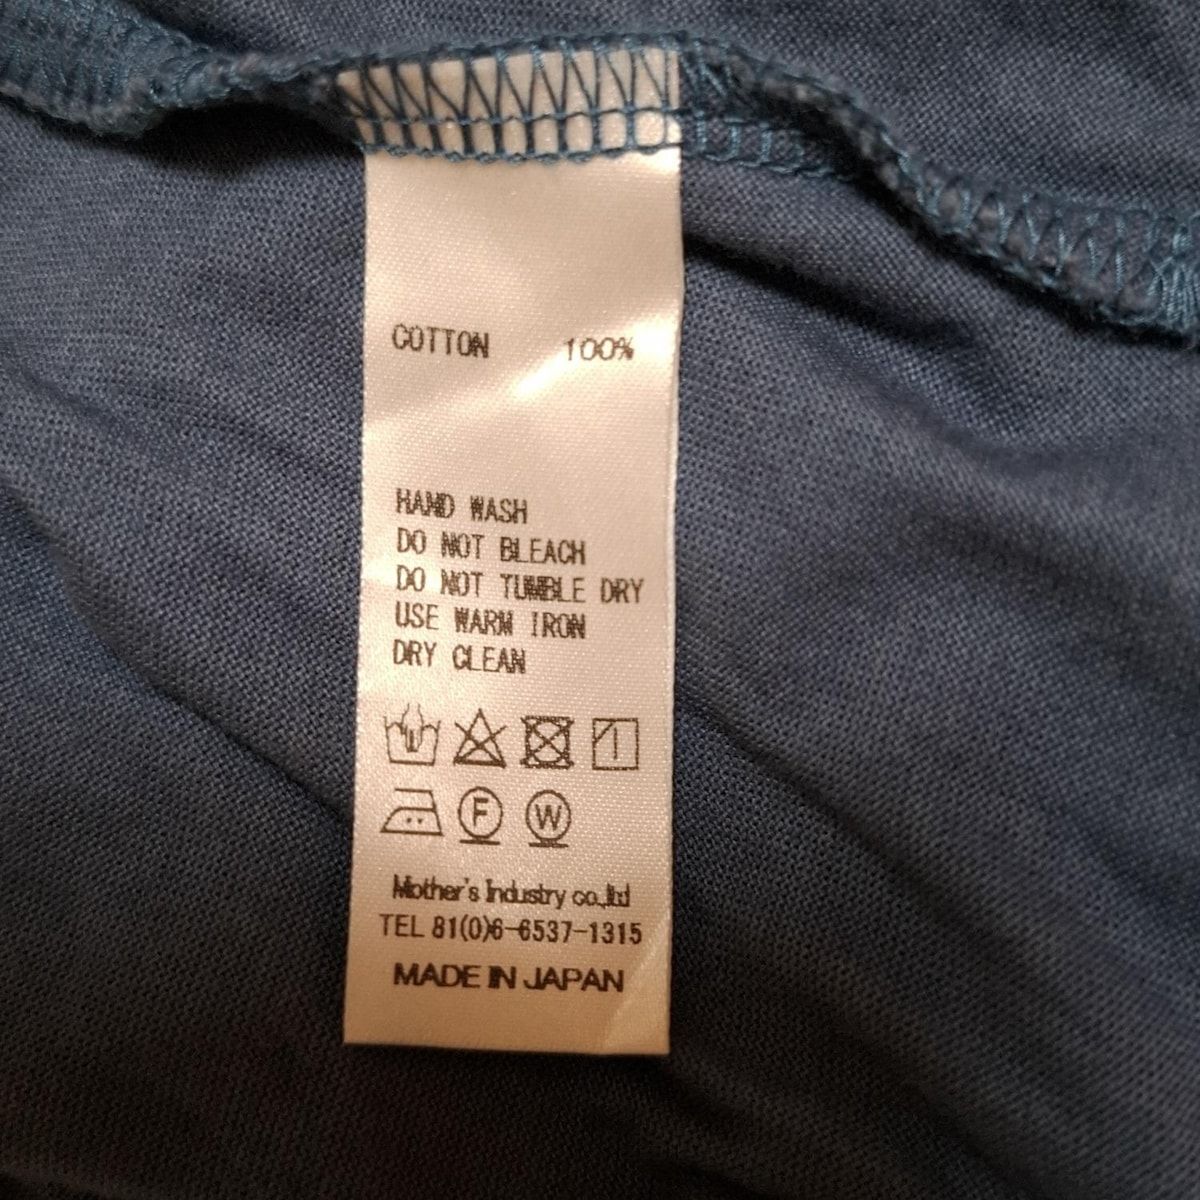 COTTON 100%
HAND WASH
DO NOT BLEACH
DO NOT TUMBLE DRY
USE WARM IRON
DRY CLEAN
F W
Mother's Industry co.,ltd
TEL 81(0)6-6537-1315
MADE IN JAPAN